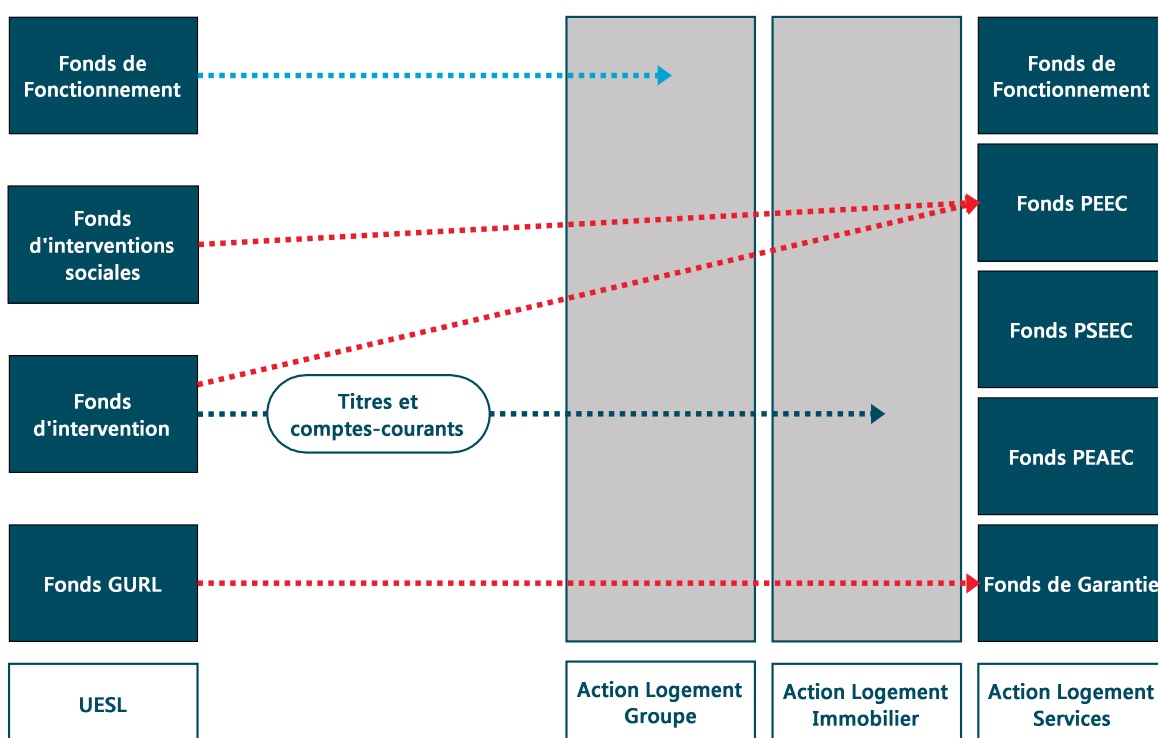 Fonds de
Fonctionnement
Fonds
d'interventions
sociales
Fonds
d'intervention
Fonds GURL
UESL
Titres et
comptes-courants
Action Logement
Groupe
Action Logement
Immobilier
Fonds de
Fonctionnement
Fonds PEEC
Fonds PSEEC
Fonds PEAEC
Fonds de Garantie
Action Logement
Services